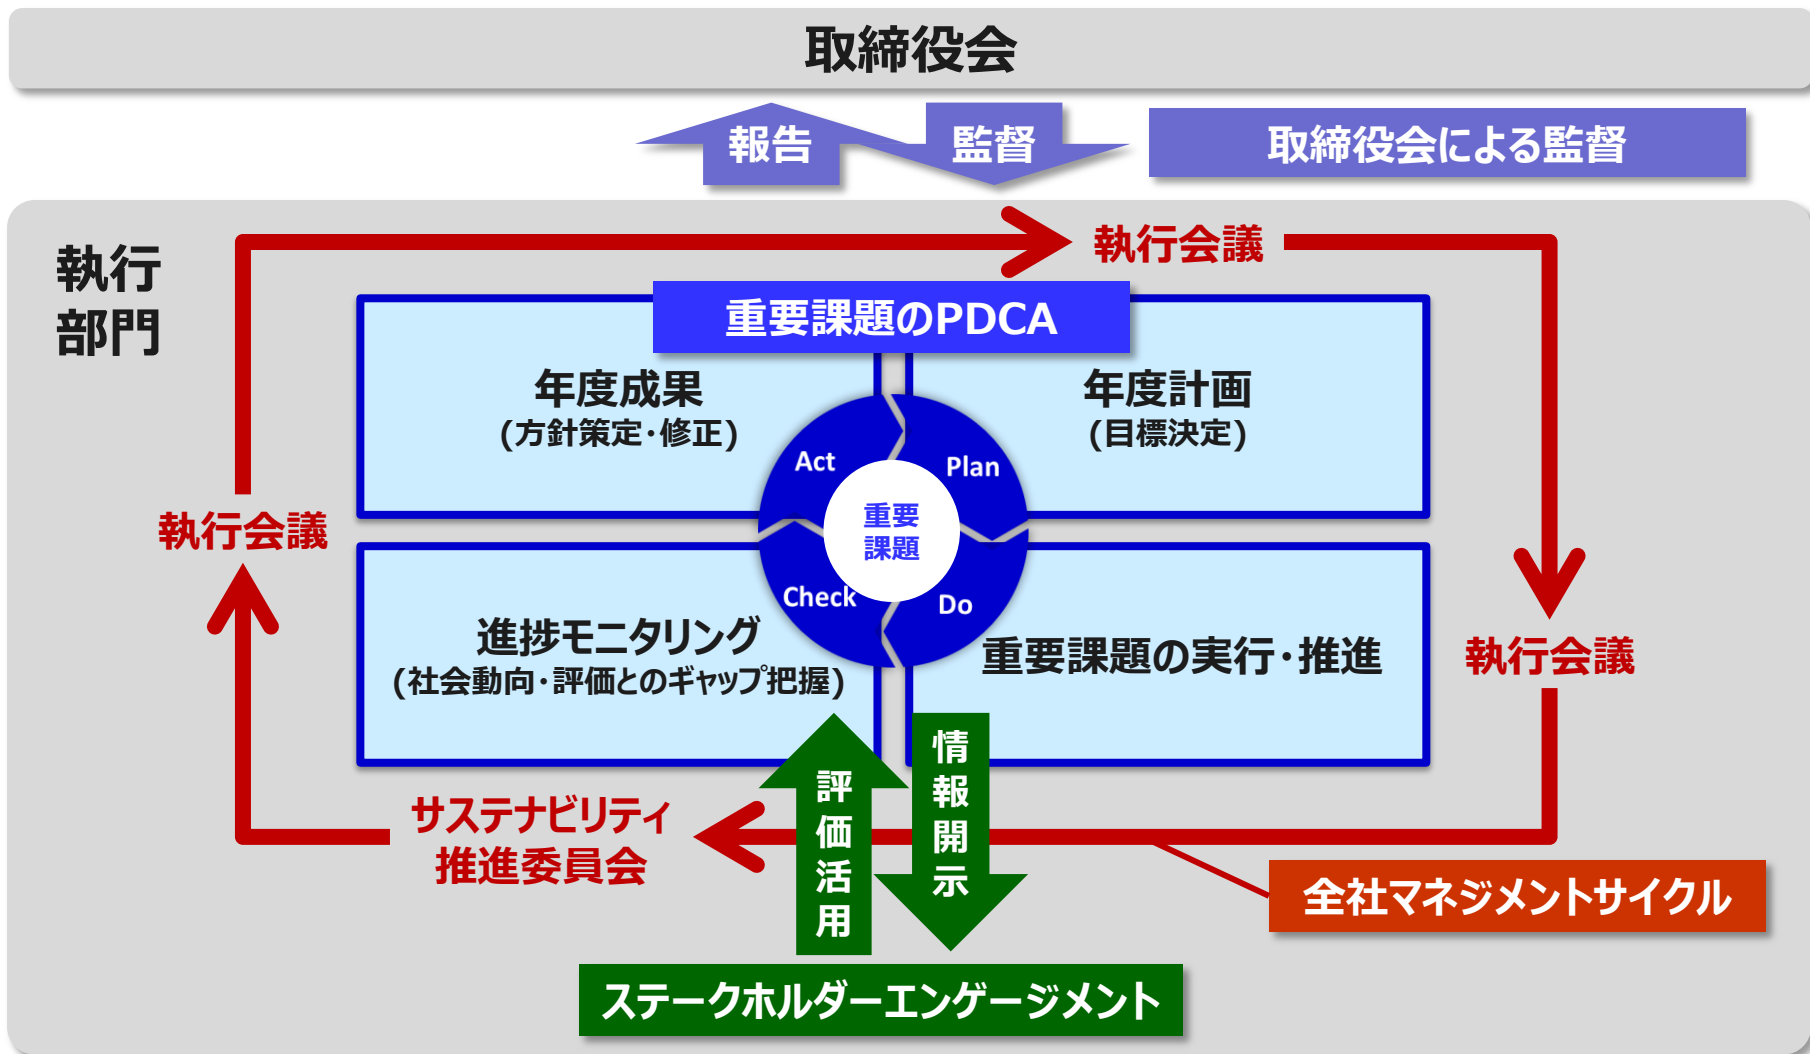 取締役会
報告
監督
取締役会による監督
執行
部門
執行会議
重要課題のPDCA
年度成果
(方針策定･修正)
年度計画
(目標決定)
Act
Plan
重要
課題
執行会議
Check
Do
進捗モニタリング
(社会動向･評価とのギャップ把握)
重要課題の実行･推進
執行会議
評価活用
情報開示
サステナビリティ
推進委員会
全社マネジメントサイクル
ステークホルダーエンゲージメント